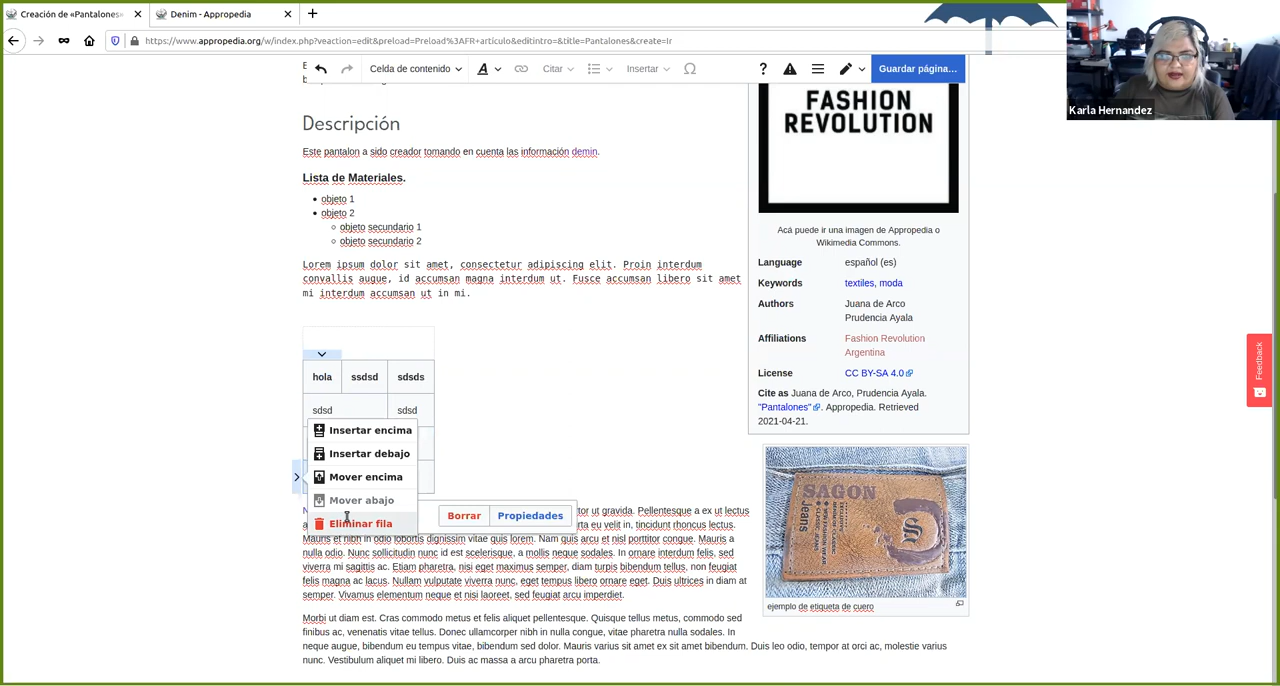 Creación de «Pantalones»
Denim - Appropedia
https://www.appropedia.org/w/index.php?veaction=edit&preload=Preload%3AFR+artículo&editintro=&title=Pantalones&create=Ir
Karla Hernandez
Celda de contenido
A
Citar
Insertar
Ω
?
Guardar página…
Descripción
Este pantalon a sido creador tomando en cuenta las información demin.
Lista de Materiales.
objeto 1
objeto 2
objeto secundario 1
objeto secundario 2
Lorem ipsum dolor sit amet, consectetur adipiscing elit. Proin interdum
convallis augue, id accumsan magna interdum ut. Fusce accumsan libero sit amet
mi interdum accumsan ut in mi.
hola ssdsd sdsds
sdsd sdsd
Insertar encima
Insertar debajo
Mover encima
Mover abajo
Eliminar fila
Borrar Propiedades
tor ut gravida. Pellentesque a ex ut lectus
rta eu velit in, tincidunt rhoncus lectus.
Mauris et nibh in odio lobortis dignissim vitae quis lorem. Nam quis arcu et nisl porttitor congue. Mauris a
nulla odio. Nunc sollicitudin nunc id est scelerisque, a mollis neque sodales. In ornare interdum felis, sed
viverra mi sagittis ac. Etiam pharetra, nisi eget maximus semper, diam turpis bibendum tellus, non feugiat
felis magna ac lacus. Nullam vulputate viverra nunc, eget tempus libero ornare eget. Duis ultrices in diam at
semper. Vivamus elementum neque et nisi laoreet, sed feugiat arcu imperdiet.
Morbi ut diam est. Cras commodo metus et felis aliquet pellentesque. Quisque tellus metus, commodo sed
finibus ac, venenatis vitae tellus. Donec ullamcorper nibh in nulla congue, vitae pharetra nulla sodales. In
neque augue, bibendum eu tempus vitae, bibendum sed dolor. Mauris varius sit amet ex sit amet bibendum. Duis leo odio, tempor at orci ac, molestie varius
nunc. Vestibulum aliquet mi libero. Duis ac massa a arcu pharetra porta.
FASHION
REVOLUTION
Acá puede ir una imagen de Appropedia o
Wikimedia Commons.
Language español (es)
Keywords textiles, moda
Authors Juana de Arco
Prudencia Ayala
Affiliations Fashion Revolution
Argentina
License CC BY-SA 4.0
Cite as Juana de Arco, Prudencia Ayala.
"Pantalones". Appropedia. Retrieved
2021-04-21.
SAGON
Jeans
S
ejemplo de etiqueta de cuero
Feedback